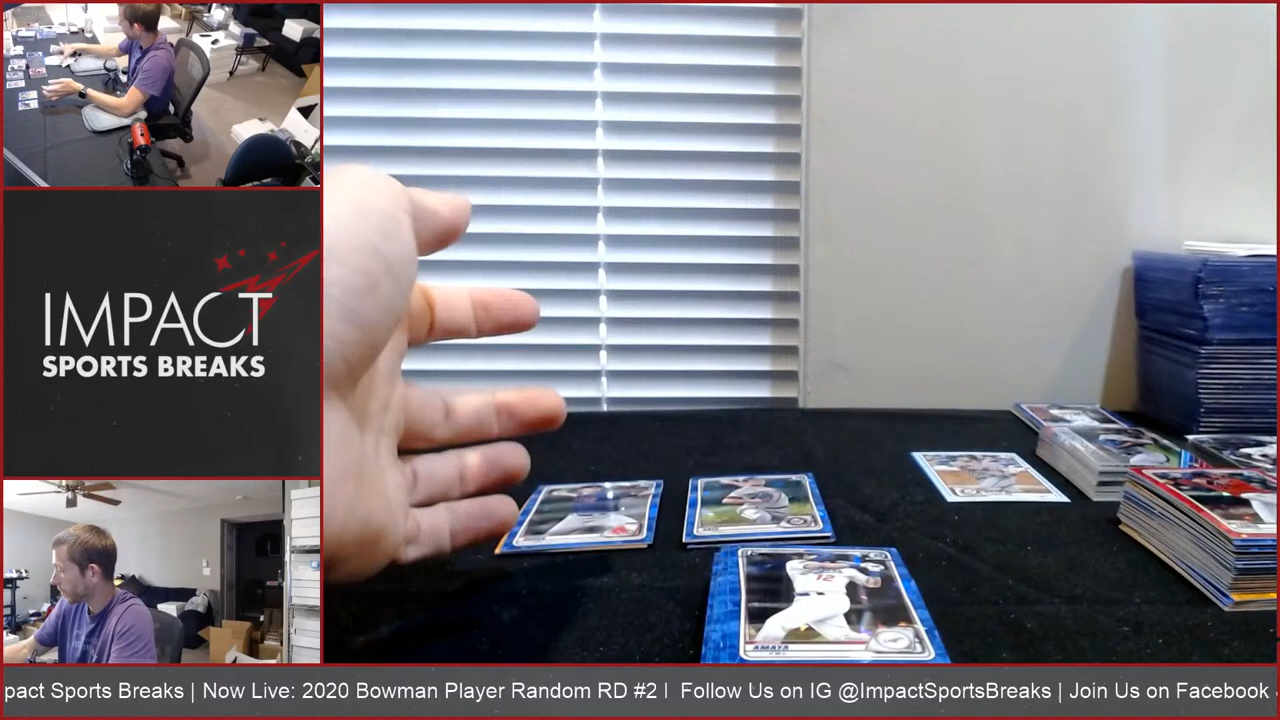 IMPACT
SPORTS BREAKS
12
AMAYA
pact Sports Breaks | Now Live: 2020 Bowman Player Random RD #2 | Follow Us on IG @ImpactSportsBreaks | Join Us on Facebook